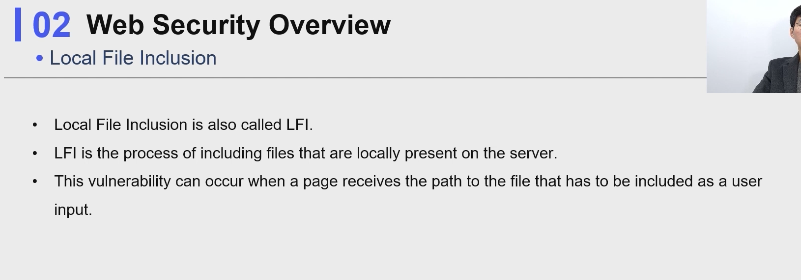 02 Web Security Overview
• Local File Inclusion
• Local File Inclusion is also called LFI.
• LFI is the process of including files that are locally present on the server.
• This vulnerability can occur when a page receives the path to the file that has to be included as a user
input.